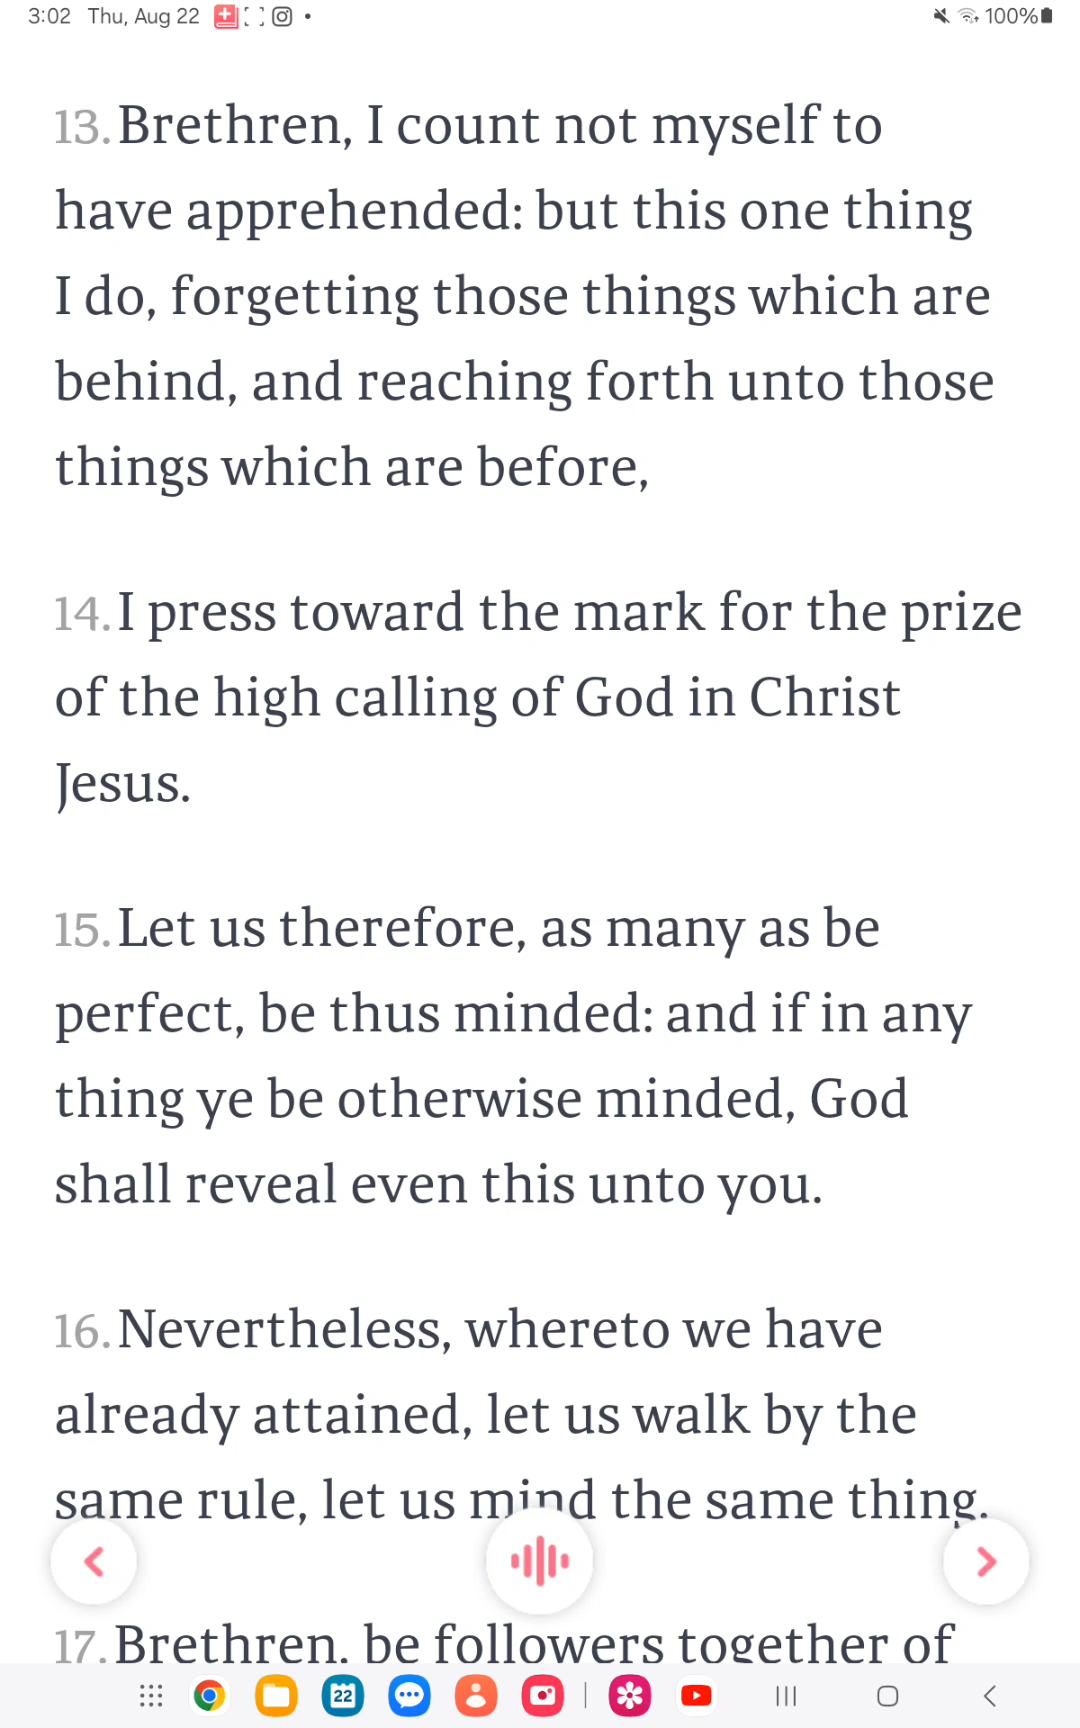 3:02 Thu, Aug 22
100%
13. Brethren, I count not myself to
have apprehended: but this one thing
I do, forgetting those things which are
behind, and reaching forth unto those
things which are before,
14. I press toward the mark for the prize
of the high calling of God in Christ
Jesus.
15. Let us therefore, as many as be
perfect, be thus minded: and if in any
thing ye be otherwise minded, God
shall reveal even this unto you.
16. Nevertheless, whereto we have
already attained, let us walk by the
same rule, let us mind the same thing.
17. Brethren, be followers together of
22